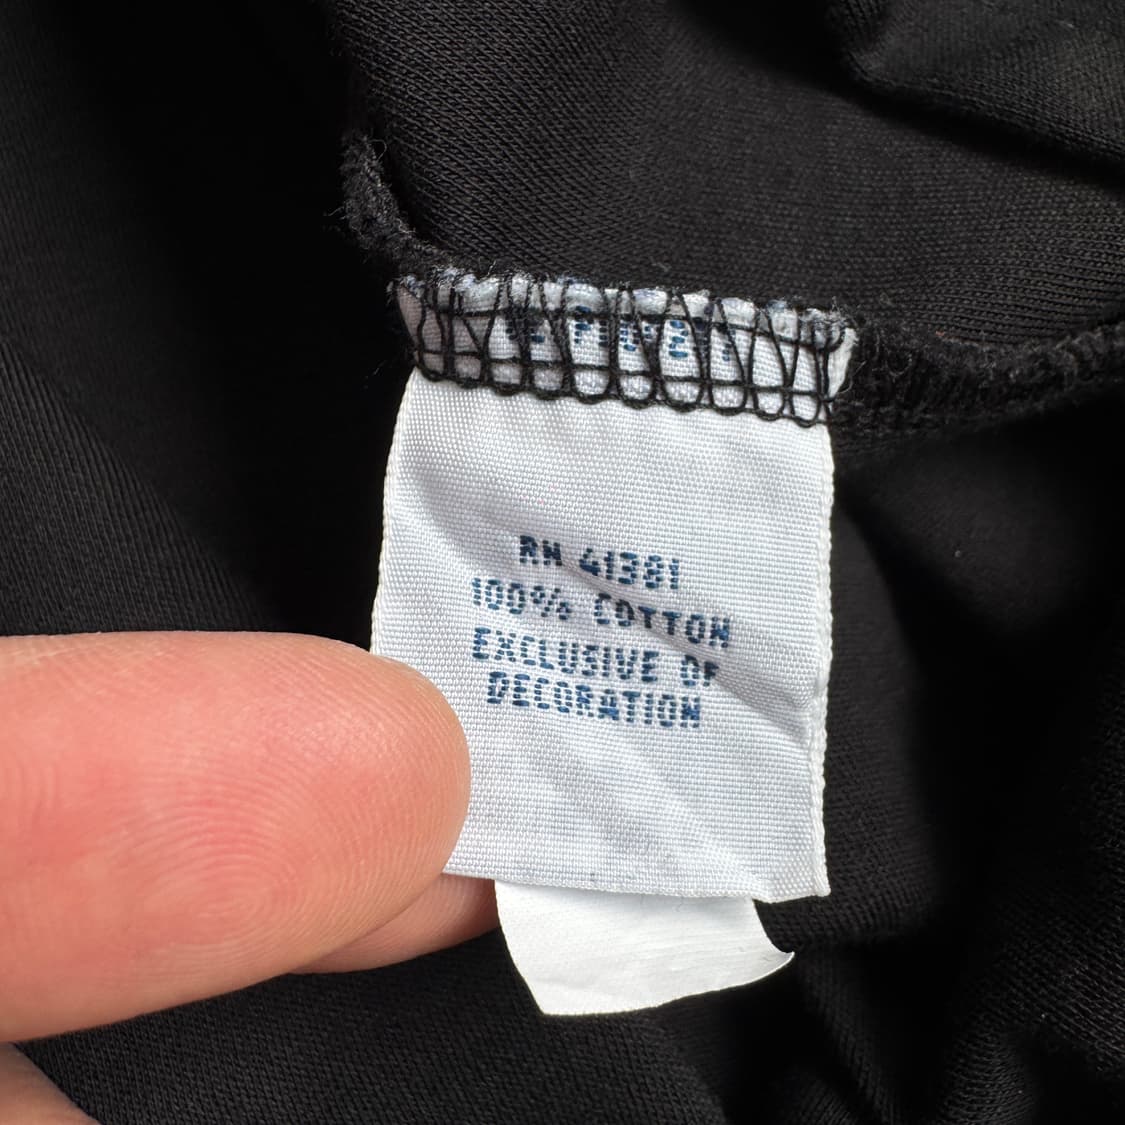 RN 41381
100% COTTON
EXCLUSIVE OF
DECORATION